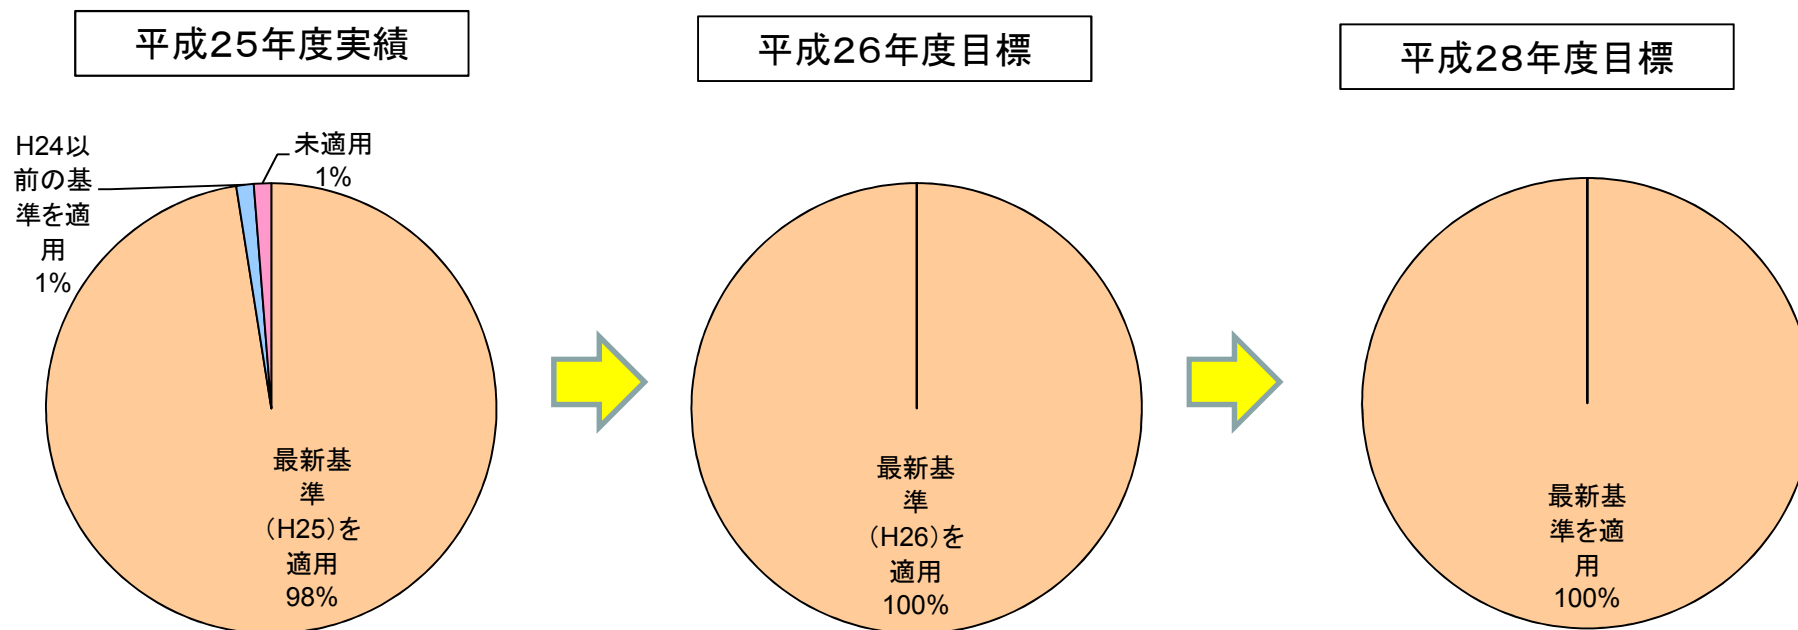 平成25年度実績
平成26年度目標
平成28年度目標
H24以
前の基
準を適
用
1%
未適用
1%
最新基
準
（H25）を
適用
98%
最新基
準
（H26）を
適用
100%
最新基
準を適
用
100%